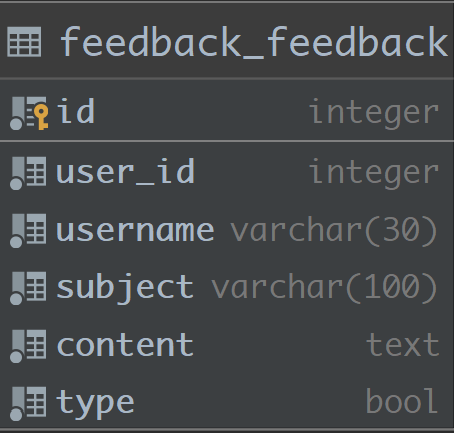 feedback_feedback
id integer
user_id integer
username varchar(30)
subject varchar(100)
content text
type bool